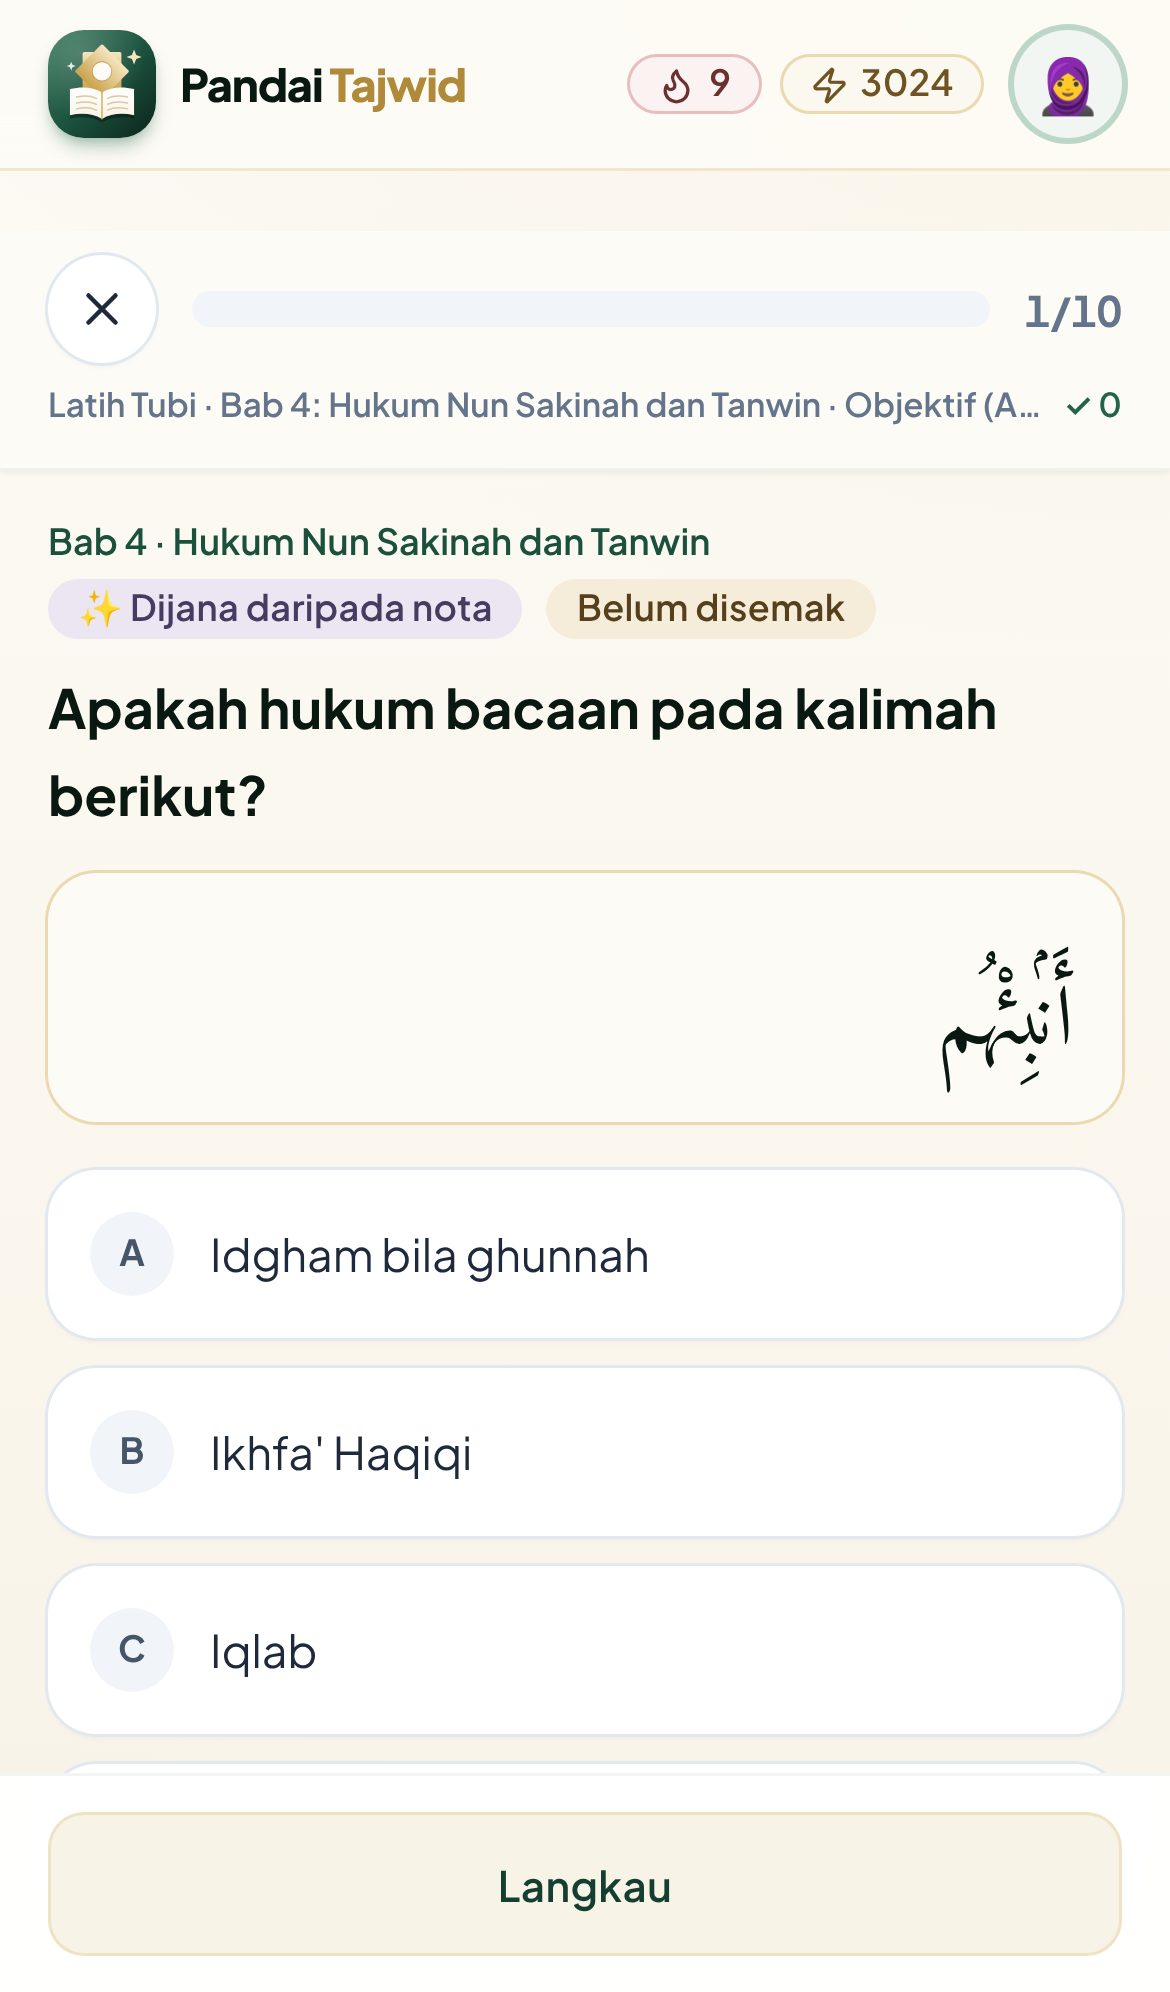 Pandai Tajwid
9
3024
1/10
Latih Tubi · Bab 4: Hukum Nun Sakinah dan Tanwin · Objektif (A... ✓ 0
Bab 4 · Hukum Nun Sakinah dan Tanwin
✨ Dijana daripada nota
Belum disemak
Apakah hukum bacaan pada kalimah
berikut?
A Idgham bila ghunnah
B Ikhfa' Haqiqi
C Iqlab
Langkau